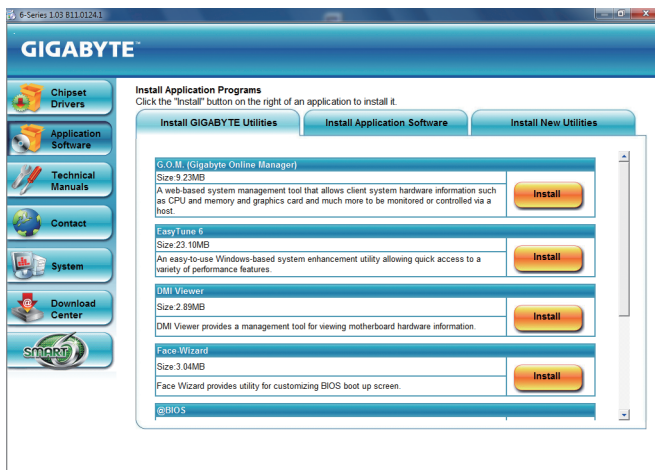 6-Series 1.03 B11.0124.1
GIGABYTE™
Chipset
Drivers
Application
Software
Technical
Manuals
Contact
System
Download
Center
SMART6
Install Application Programs
Click the "Install" button on the right of an application to install it.
Install GIGABYTE Utilities
Install Application Software
Install New Utilities
G.O.M. (Gigabyte Online Manager)
Size:9.23MB
A web-based system management tool that allows client system hardware information such
as CPU and memory and graphics card and much more to be monitored or controlled via a
host.
Install
EasyTune 6
Size:23.10MB
An easy-to-use Windows-based system enhancement utility allowing quick access to a
variety of performance features.
Install
DMI Viewer
Size:2.89MB
DMI Viewer provides a management tool for viewing motherboard hardware information.
Install
Face-Wizard
Size:3.04MB
Face Wizard provides utility for customizing BIOS boot up screen.
Install
@BIOS